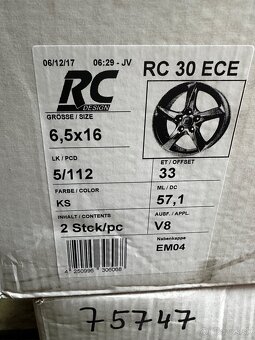 06/12/17 06:29 - JV
RC
DESIGN
RC 30 ECE
GRÖSSE / SIZE
6,5x16
LK / PCD
5/112
ET / OFFSET
33
FARBE / COLOR
KS
ML / DC
57,1
INHALT / CONTENTS
2 Stck/pc
AUSF. / APPL.
V8
Nabenkappe
EM04
75747